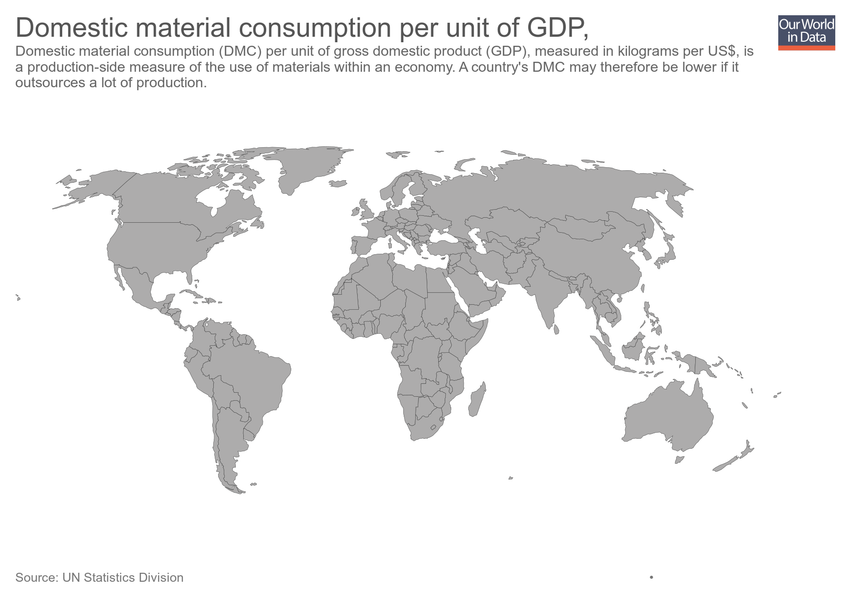 Domestic material consumption per unit of GDP,
Domestic material consumption (DMC) per unit of gross domestic product (GDP), measured in kilograms per US$, is
a production-side measure of the use of materials within an economy. A country's DMC may therefore be lower if it
outsources a lot of production.
Our World
in Data
Source: UN Statistics Division